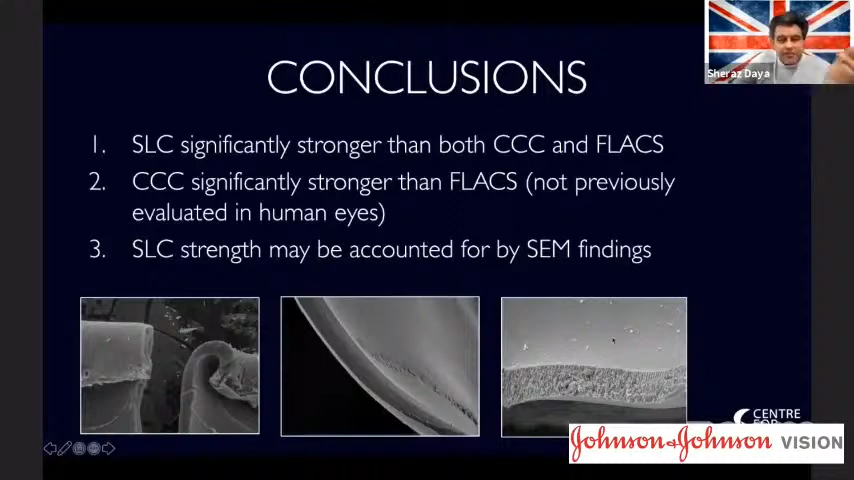 Sheraz Daya
CONCLUSIONS
1. SLC significantly stronger than both CCC and FLACS
2. CCC significantly stronger than FLACS (not previously
evaluated in human eyes)
3. SLC strength may be accounted for by SEM findings
CENTRE
FOR
Johnson+Johnson VISION